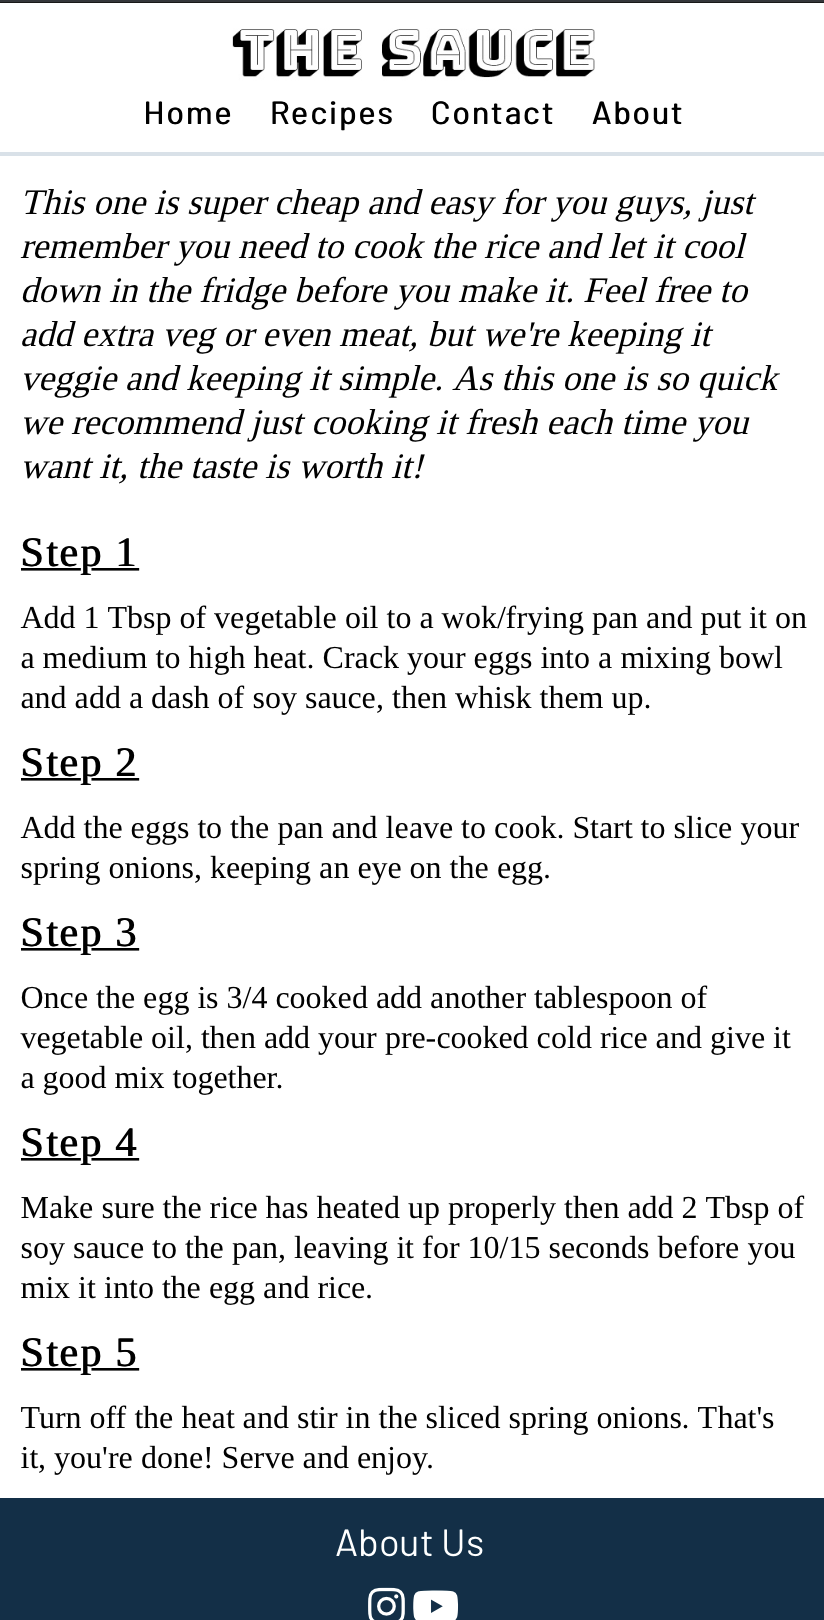 THE SAUCE
Home Recipes Contact About
This one is super cheap and easy for you guys, just
remember you need to cook the rice and let it cool
down in the fridge before you make it. Feel free to
add extra veg or even meat, but we're keeping it
veggie and keeping it simple. As this one is so quick
we recommend just cooking it fresh each time you
want it, the taste is worth it!
Step 1
Add 1 Tbsp of vegetable oil to a wok/frying pan and put it on
a medium to high heat. Crack your eggs into a mixing bowl
and add a dash of soy sauce, then whisk them up.
Step 2
Add the eggs to the pan and leave to cook. Start to slice your
spring onions, keeping an eye on the egg.
Step 3
Once the egg is 3/4 cooked add another tablespoon of
vegetable oil, then add your pre-cooked cold rice and give it
a good mix together.
Step 4
Make sure the rice has heated up properly then add 2 Tbsp of
soy sauce to the pan, leaving it for 10/15 seconds before you
mix it into the egg and rice.
Step 5
Turn off the heat and stir in the sliced spring onions. That's
it, you're done! Serve and enjoy.
About Us